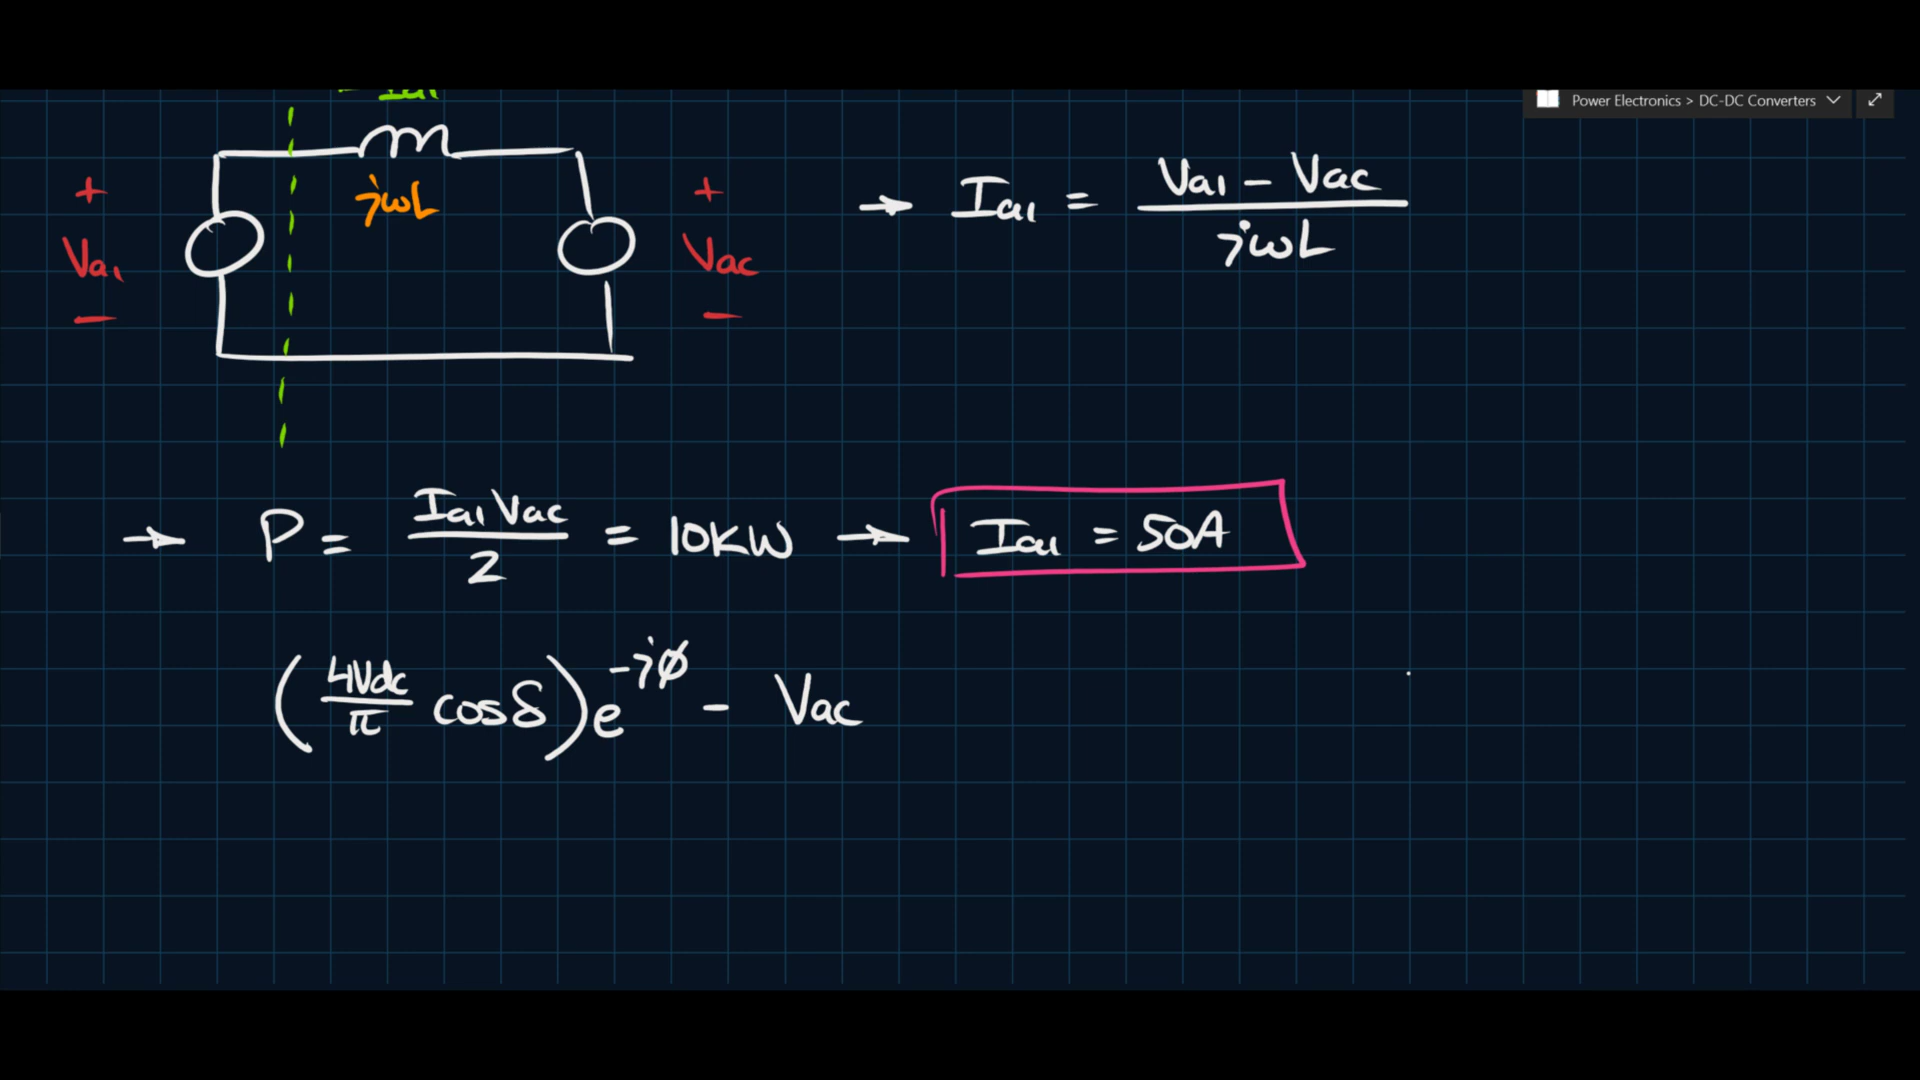 Power Electronics > DC-DC Converters
Ia1
jωL
+ Va1 −
+ Vac −
→ Ia1 = (Va1 − Vac) / jωL
→ P = (Ia1 Vac) / 2 = 10KW → Ia1 = 50A
(4Vdc/π cosδ)e^(−jφ) − Vac